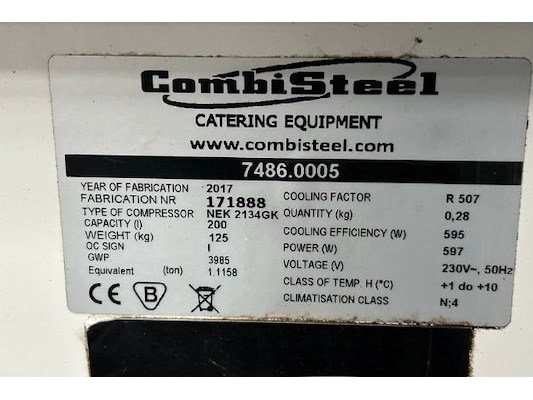 CombiSteel
CATERING EQUIPMENT
www.combisteel.com
7486.0005
YEAR OF FABRICATION 2017
FABRICATION NR 171888
TYPE OF COMPRESSOR NEK 2134GK
CAPACITY (l) 200
WEIGHT (kg) 125
QC SIGN I
GWP 3985
Equivalent (ton) 1.1158
CE B
COOLING FACTOR R 507
QUANTITY (kg) 0,28
COOLING EFFICIENCY (W) 595
POWER (W) 597
VOLTAGE (V) 230V~, 50Hz
CLASS OF TEMP. H (°C) +1 do +10
CLIMATISATION CLASS N;4